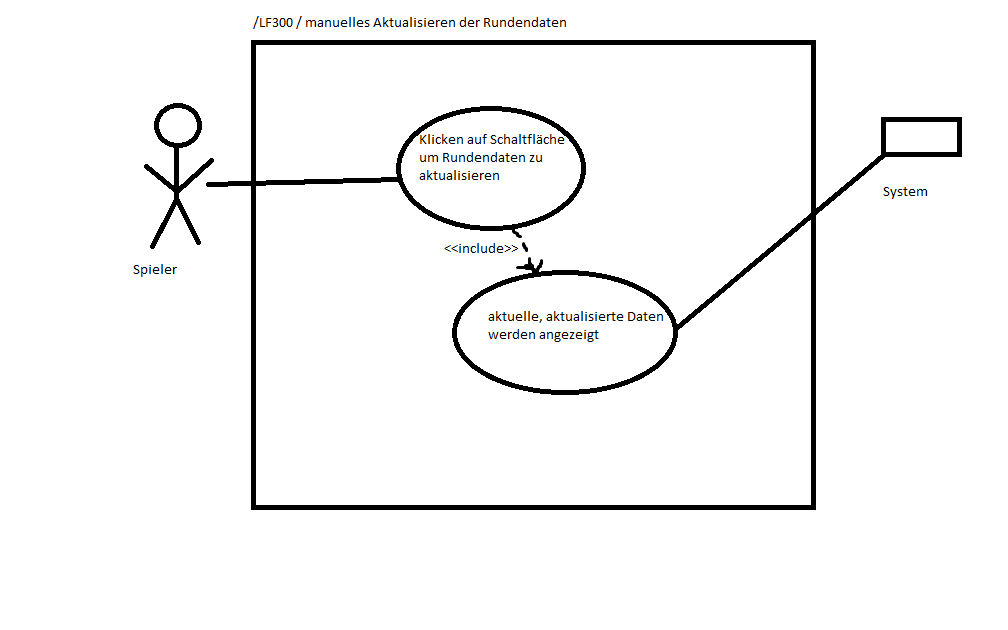 /LF300 / manuelles Aktualisieren der Rundendaten
Klicken auf Schaltfläche
um Rundendaten zu
aktualisieren
System
<<include>>
Spieler
aktuelle, aktualisierte Daten
werden angezeigt